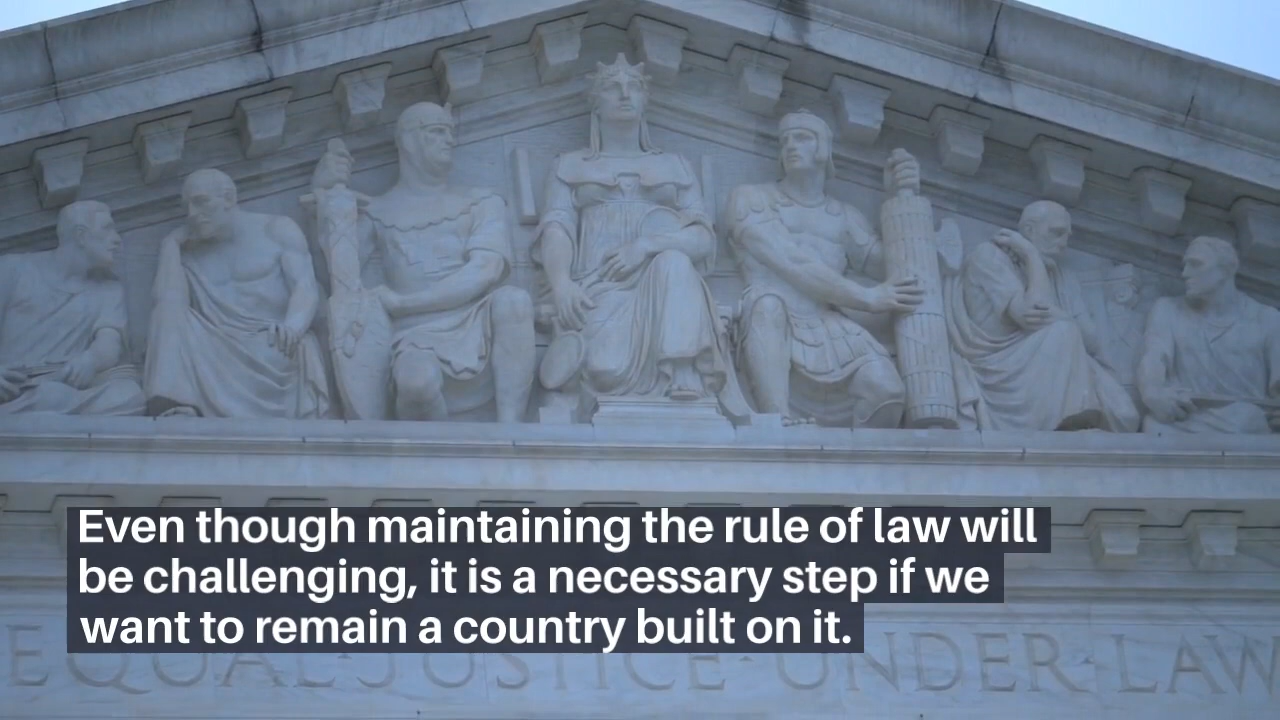 Even though maintaining the rule of law will
be challenging, it is a necessary step if we
want to remain a country built on it.
EQUAL·JUSTICE·UNDER·LAW